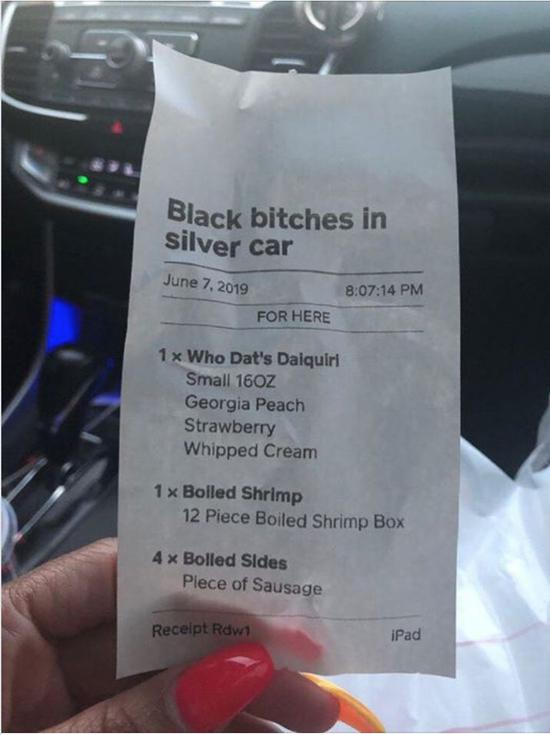 Black bitches in
silver car
June 7, 2019 8:07:14 PM
FOR HERE
1 x Who Dat's Daiquiri
Small 16OZ
Georgia Peach
Strawberry
Whipped Cream
1 x Boiled Shrimp
12 Piece Boiled Shrimp Box
4 x Boiled Sides
Piece of Sausage
Receipt Rdw1 iPad